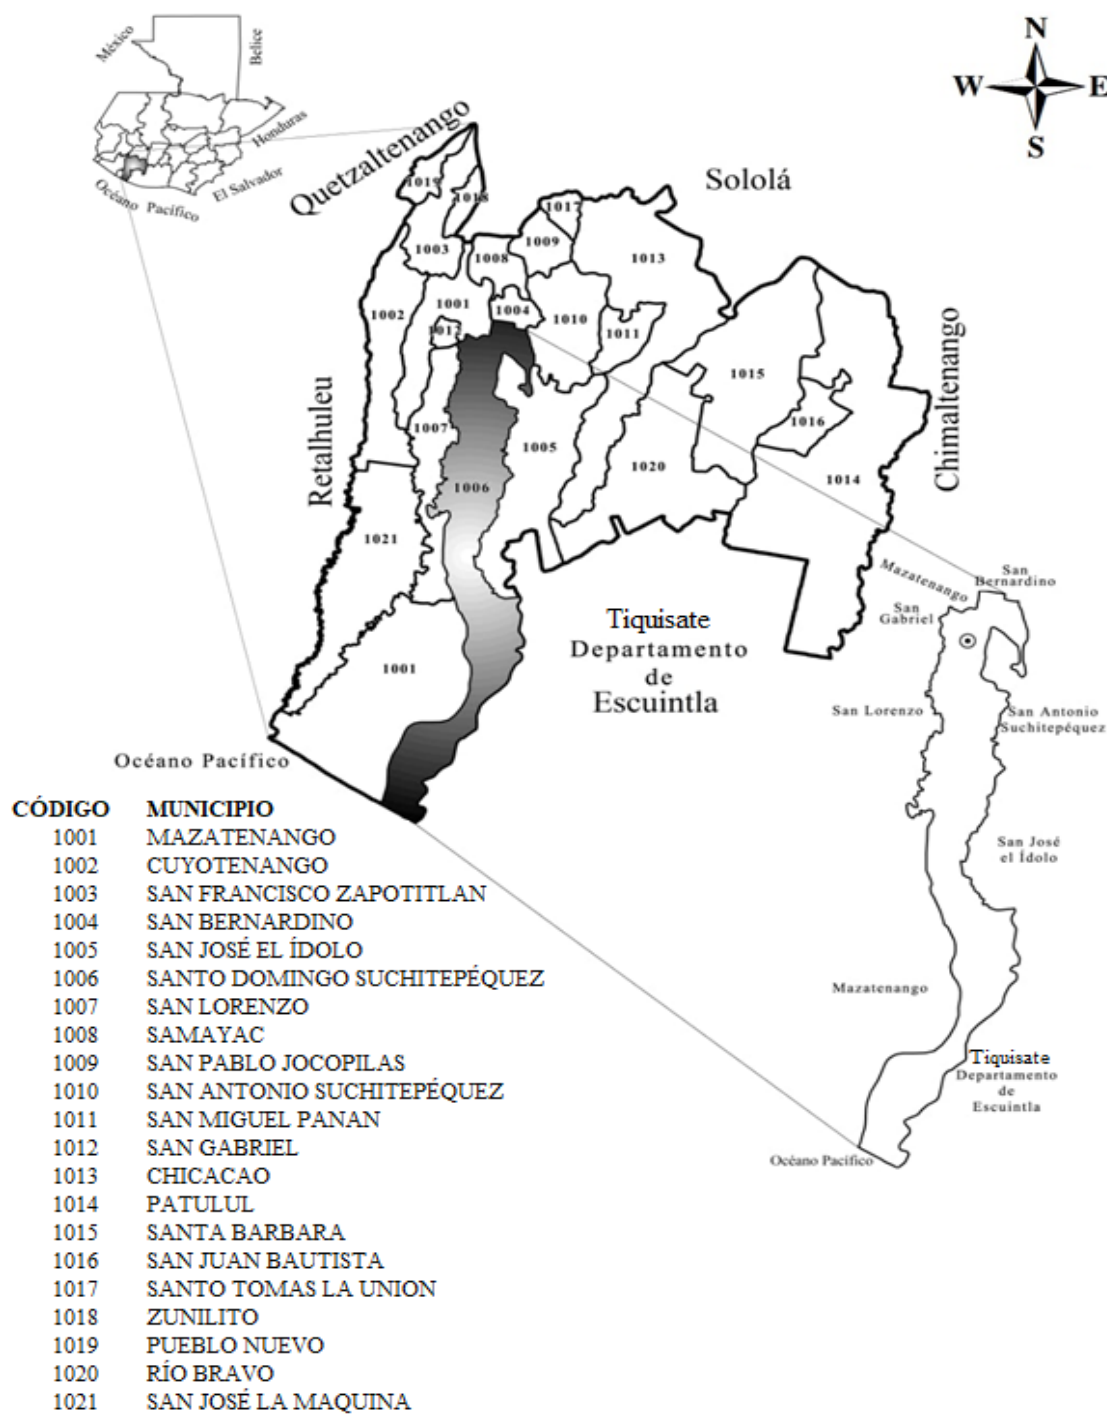 México
Belice
Honduras
El Salvador
Océano Pacífico
N
W E
S
Quetzaltenango
Sololá
Chimaltenango
Retalhuleu
1019
1018
1017
1003
1009
1008
1013
1001
1004
1002
1010
1012
1011
1015
1016
1007
1005
1020
1014
1006
1021
1001
Tiquisate
Departamento
de
Escuintla
Océano Pacífico
Mazatenango
San
Bernardino
San
Gabriel
San Lorenzo
San Antonio
Suchitepéquez
San José
el Ídolo
Mazatenango
Tiquisate
Departamento
de
Escuintla
Océano Pacífico
CÓDIGO MUNICIPIO
1001 MAZATENANGO
1002 CUYOTENANGO
1003 SAN FRANCISCO ZAPOTITLAN
1004 SAN BERNARDINO
1005 SAN JOSÉ EL ÍDOLO
1006 SANTO DOMINGO SUCHITEPÉQUEZ
1007 SAN LORENZO
1008 SAMAYAC
1009 SAN PABLO JOCOPILAS
1010 SAN ANTONIO SUCHITEPÉQUEZ
1011 SAN MIGUEL PANAN
1012 SAN GABRIEL
1013 CHICACAO
1014 PATULUL
1015 SANTA BARBARA
1016 SAN JUAN BAUTISTA
1017 SANTO TOMAS LA UNION
1018 ZUNILITO
1019 PUEBLO NUEVO
1020 RÍO BRAVO
1021 SAN JOSÉ LA MAQUINA